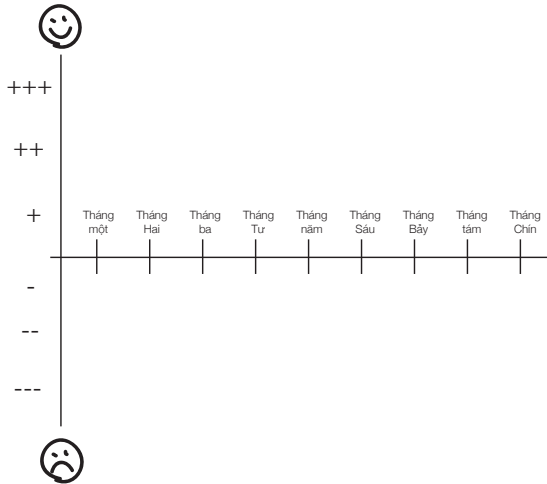 +++
++
+
Tháng một
Tháng Hai
Tháng ba
Tháng Tư
Tháng năm
Tháng Sáu
Tháng Bảy
Tháng tám
Tháng Chín
-
--
---